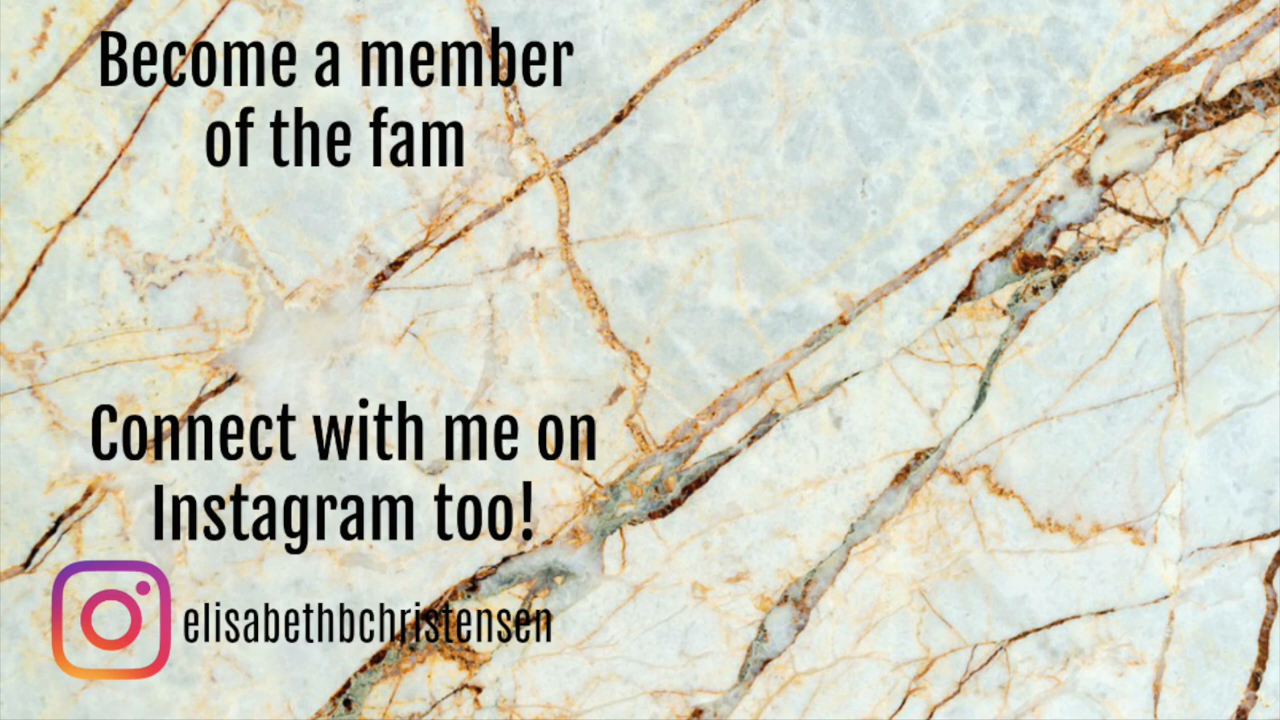 Become a member
of the fam
Connect with me on
Instagram too!
elisabethbchristensen